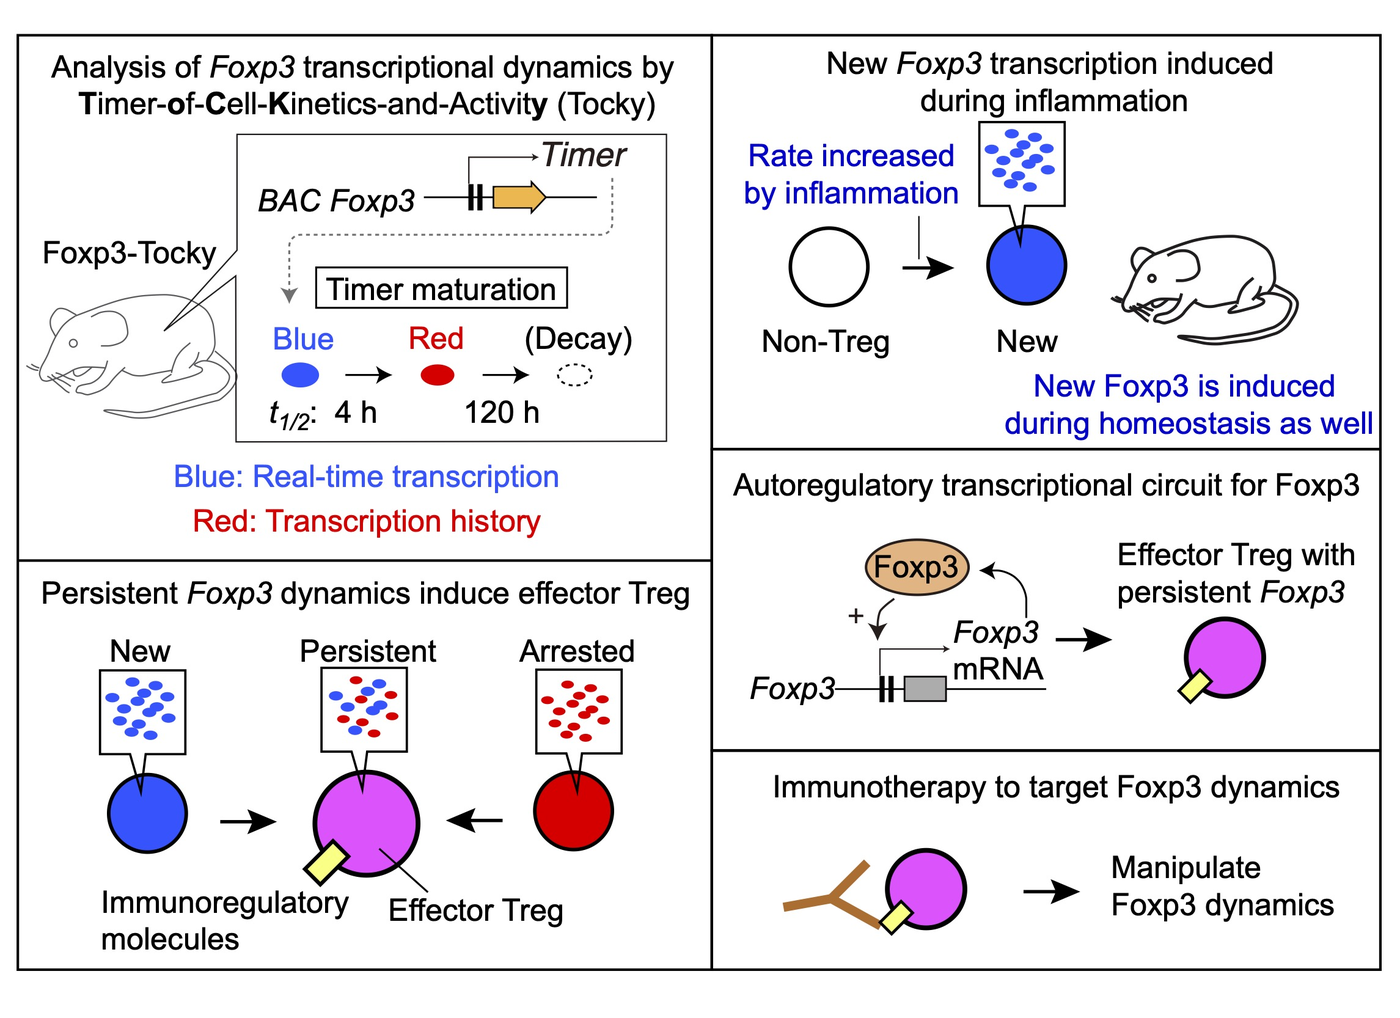 Analysis of Foxp3 transcriptional dynamics by
Timer-of-Cell-Kinetics-and-Activity (Tocky)
Timer
BAC Foxp3
Foxp3-Tocky
Timer maturation
Blue
Red
(Decay)
t1/2: 4 h
120 h
Blue: Real-time transcription
Red: Transcription history
New Foxp3 transcription induced
during inflammation
Rate increased
by inflammation
Non-Treg
New
New Foxp3 is induced
during homeostasis as well
Persistent Foxp3 dynamics induce effector Treg
New
Persistent
Arrested
Immunoregulatory
molecules
Effector Treg
Autoregulatory transcriptional circuit for Foxp3
Foxp3
+
Foxp3
mRNA
Foxp3
Effector Treg with
persistent Foxp3
Immunotherapy to target Foxp3 dynamics
Manipulate
Foxp3 dynamics